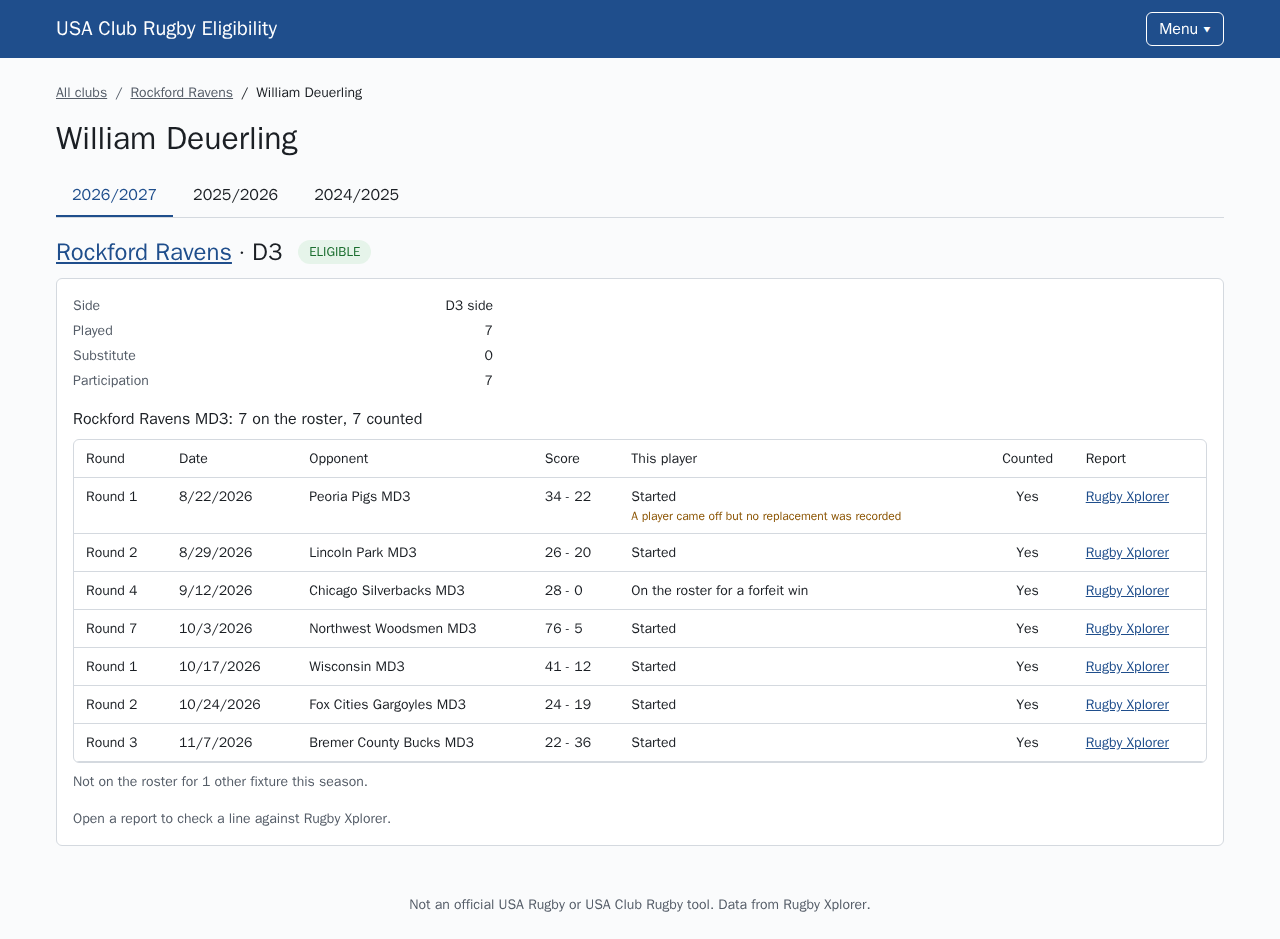 USA Club Rugby Eligibility
Menu ▾
All clubs / Rockford Ravens / William Deuerling
William Deuerling
2026/2027 2025/2026 2024/2025
Rockford Ravens · D3 ELIGIBLE
Side D3 side
Played 7
Substitute 0
Participation 7
Rockford Ravens MD3: 7 on the roster, 7 counted
Round Date Opponent Score This player Counted Report
Round 1 8/22/2026 Peoria Pigs MD3 34 - 22 Started Yes Rugby Xplorer
A player came off but no replacement was recorded
Round 2 8/29/2026 Lincoln Park MD3 26 - 20 Started Yes Rugby Xplorer
Round 4 9/12/2026 Chicago Silverbacks MD3 28 - 0 On the roster for a forfeit win Yes Rugby Xplorer
Round 7 10/3/2026 Northwest Woodsmen MD3 76 - 5 Started Yes Rugby Xplorer
Round 1 10/17/2026 Wisconsin MD3 41 - 12 Started Yes Rugby Xplorer
Round 2 10/24/2026 Fox Cities Gargoyles MD3 24 - 19 Started Yes Rugby Xplorer
Round 3 11/7/2026 Bremer County Bucks MD3 22 - 36 Started Yes Rugby Xplorer
Not on the roster for 1 other fixture this season.
Open a report to check a line against Rugby Xplorer.
Not an official USA Rugby or USA Club Rugby tool. Data from Rugby Xplorer.